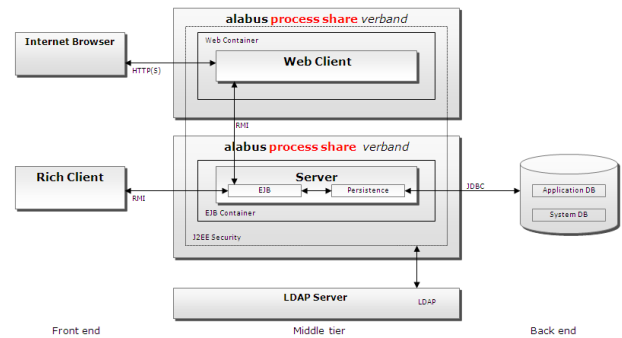 alabus process share verband
Internet Browser
Web Container
Web Client
HTTP(S)
RMI
alabus process share verband
Rich Client
Server
EJB
Persistence
JDBC
Application DB
RMI
EJB Container
System DB
J2EE Security
LDAP Server
LDAP
Front end
Middle tier
Back end